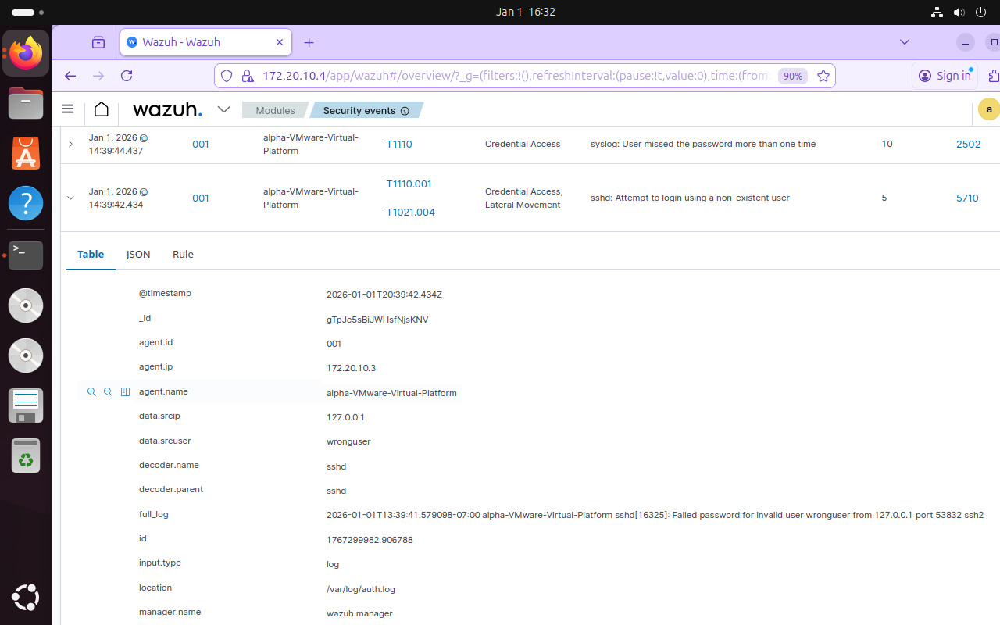 Jan 1 16:32
Wazuh - Wazuh
172.20.10.4/app/wazuh#/overview/?_g=(filters:!(),refreshInterval:(pause:!t,value:0),time:(from:
90%
Sign in
wazuh.
Modules
Security events
a
Jan 1, 2026 @ 14:39:44.437 001 alpha-VMware-Virtual-Platform T1110 Credential Access syslog: User missed the password more than one time 10 2502
Jan 1, 2026 @ 14:39:42.434 001 alpha-VMware-Virtual-Platform T1110.001 T1021.004 Credential Access, Lateral Movement sshd: Attempt to login using a non-existent user 5 5710
Table JSON Rule
@timestamp 2026-01-01T20:39:42.434Z
_id gTpJe5sBiJWHsfNjsKNV
agent.id 001
agent.ip 172.20.10.3
agent.name alpha-VMware-Virtual-Platform
data.srcip 127.0.0.1
data.srcuser wronguser
decoder.name sshd
decoder.parent sshd
full_log 2026-01-01T13:39:41.579098-07:00 alpha-VMware-Virtual-Platform sshd[16325]: Failed password for invalid user wronguser from 127.0.0.1 port 53832 ssh2
id 1767299982.906788
input.type log
location /var/log/auth.log
manager.name wazuh.manager